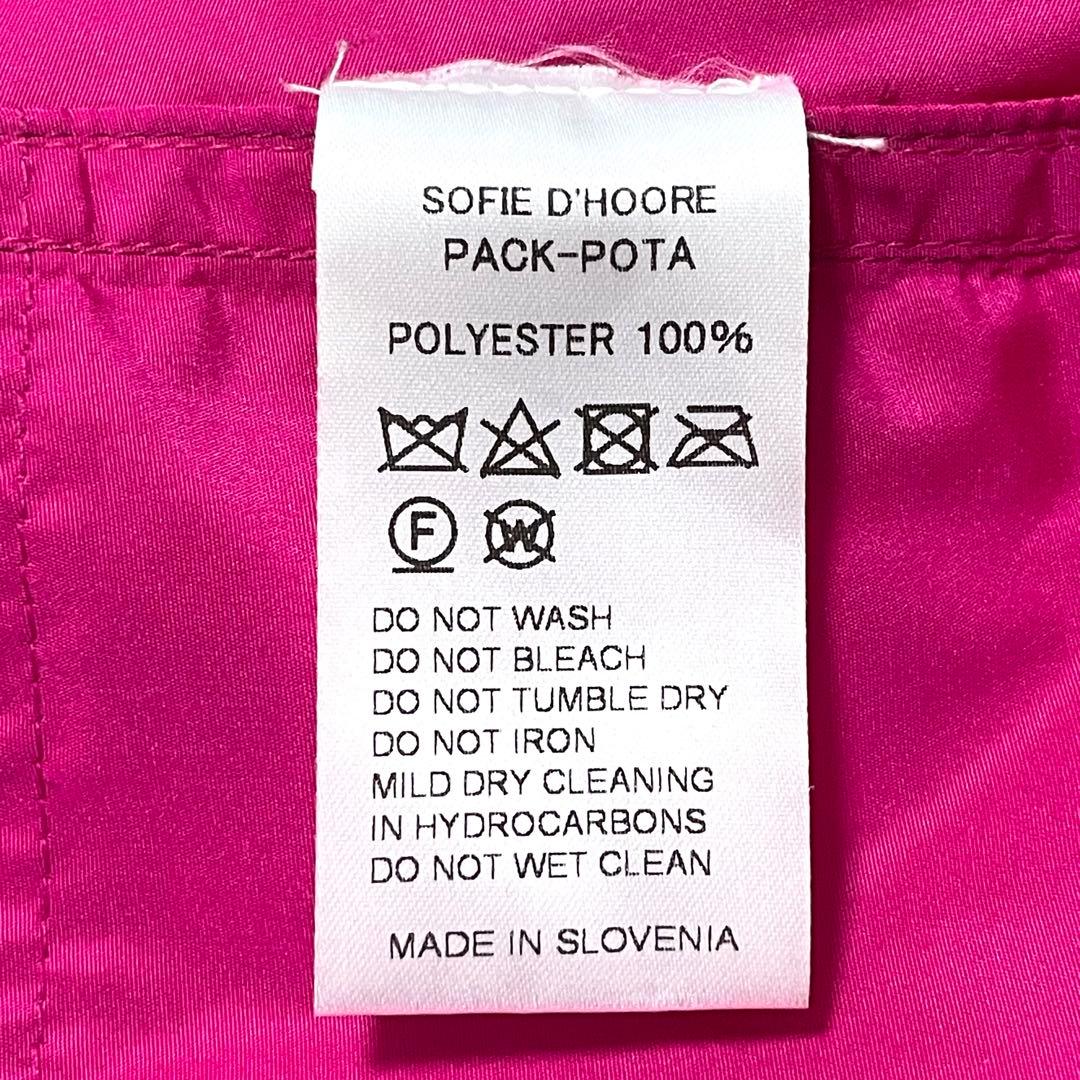 SOFIE D'HOORE
PACK-POTA
POLYESTER 100%
F W
DO NOT WASH
DO NOT BLEACH
DO NOT TUMBLE DRY
DO NOT IRON
MILD DRY CLEANING
IN HYDROCARBONS
DO NOT WET CLEAN
MADE IN SLOVENIA